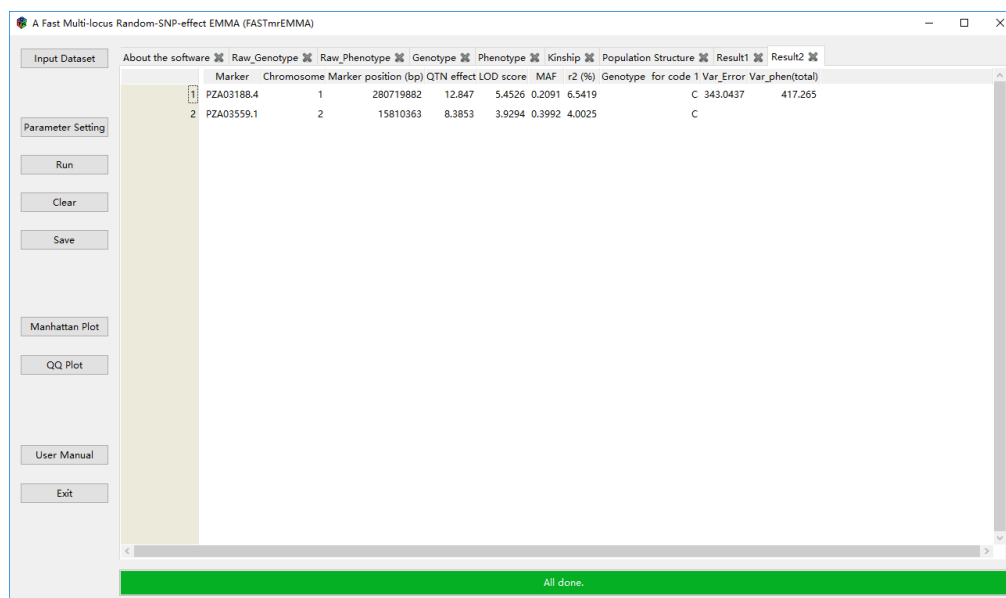 A Fast Multi-locus Random-SNP-effect EMMA (FASTmrEMMA)
Input Dataset
About the software Raw_Genotype Raw_Phenotype Genotype Phenotype Kinship Population Structure Result1 Result2
Marker Chromosome Marker position (bp) QTN effect LOD score MAF r2 (%) Genotype for code 1 Var_Error Var_phen(total)
1 PZA03188.4 1 280719882 12.847 5.4526 0.2091 6.5419 C 343.0437 417.265
2 PZA03559.1 2 15810363 8.3853 3.9294 0.3992 4.0025 C
Parameter Setting
Run
Clear
Save
Manhattan Plot
QQ Plot
User Manual
Exit
All done.